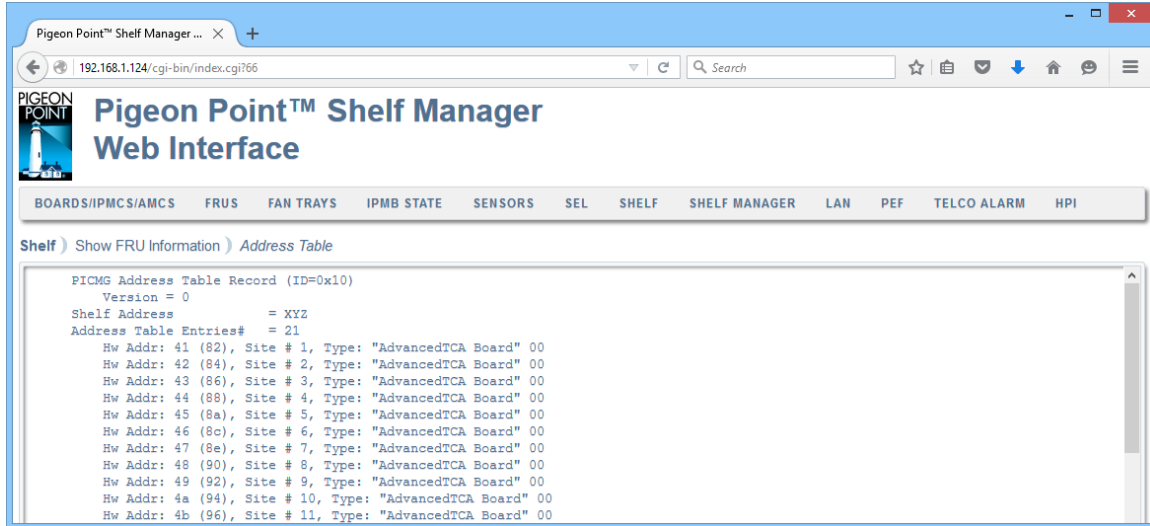 Pigeon Point™ Shelf Manager ...
192.168.1.124/cgi-bin/index.cgi?66
Search
PIGEON
POINT
Pigeon Point™ Shelf Manager
Web Interface
BOARDS/IPMCS/AMCS FRUS FAN TRAYS IPMB STATE SENSORS SEL SHELF SHELF MANAGER LAN PEF TELCO ALARM HPI
Shelf ) Show FRU Information ) Address Table
PICMG Address Table Record (ID=0x10)
Version = 0
Shelf Address = XYZ
Address Table Entries# = 21
Hw Addr: 41 (82), Site # 1, Type: "AdvancedTCA Board" 00
Hw Addr: 42 (84), Site # 2, Type: "AdvancedTCA Board" 00
Hw Addr: 43 (86), Site # 3, Type: "AdvancedTCA Board" 00
Hw Addr: 44 (88), Site # 4, Type: "AdvancedTCA Board" 00
Hw Addr: 45 (8a), Site # 5, Type: "AdvancedTCA Board" 00
Hw Addr: 46 (8c), Site # 6, Type: "AdvancedTCA Board" 00
Hw Addr: 47 (8e), Site # 7, Type: "AdvancedTCA Board" 00
Hw Addr: 48 (90), Site # 8, Type: "AdvancedTCA Board" 00
Hw Addr: 49 (92), Site # 9, Type: "AdvancedTCA Board" 00
Hw Addr: 4a (94), Site # 10, Type: "AdvancedTCA Board" 00
Hw Addr: 4b (96), Site # 11, Type: "AdvancedTCA Board" 00